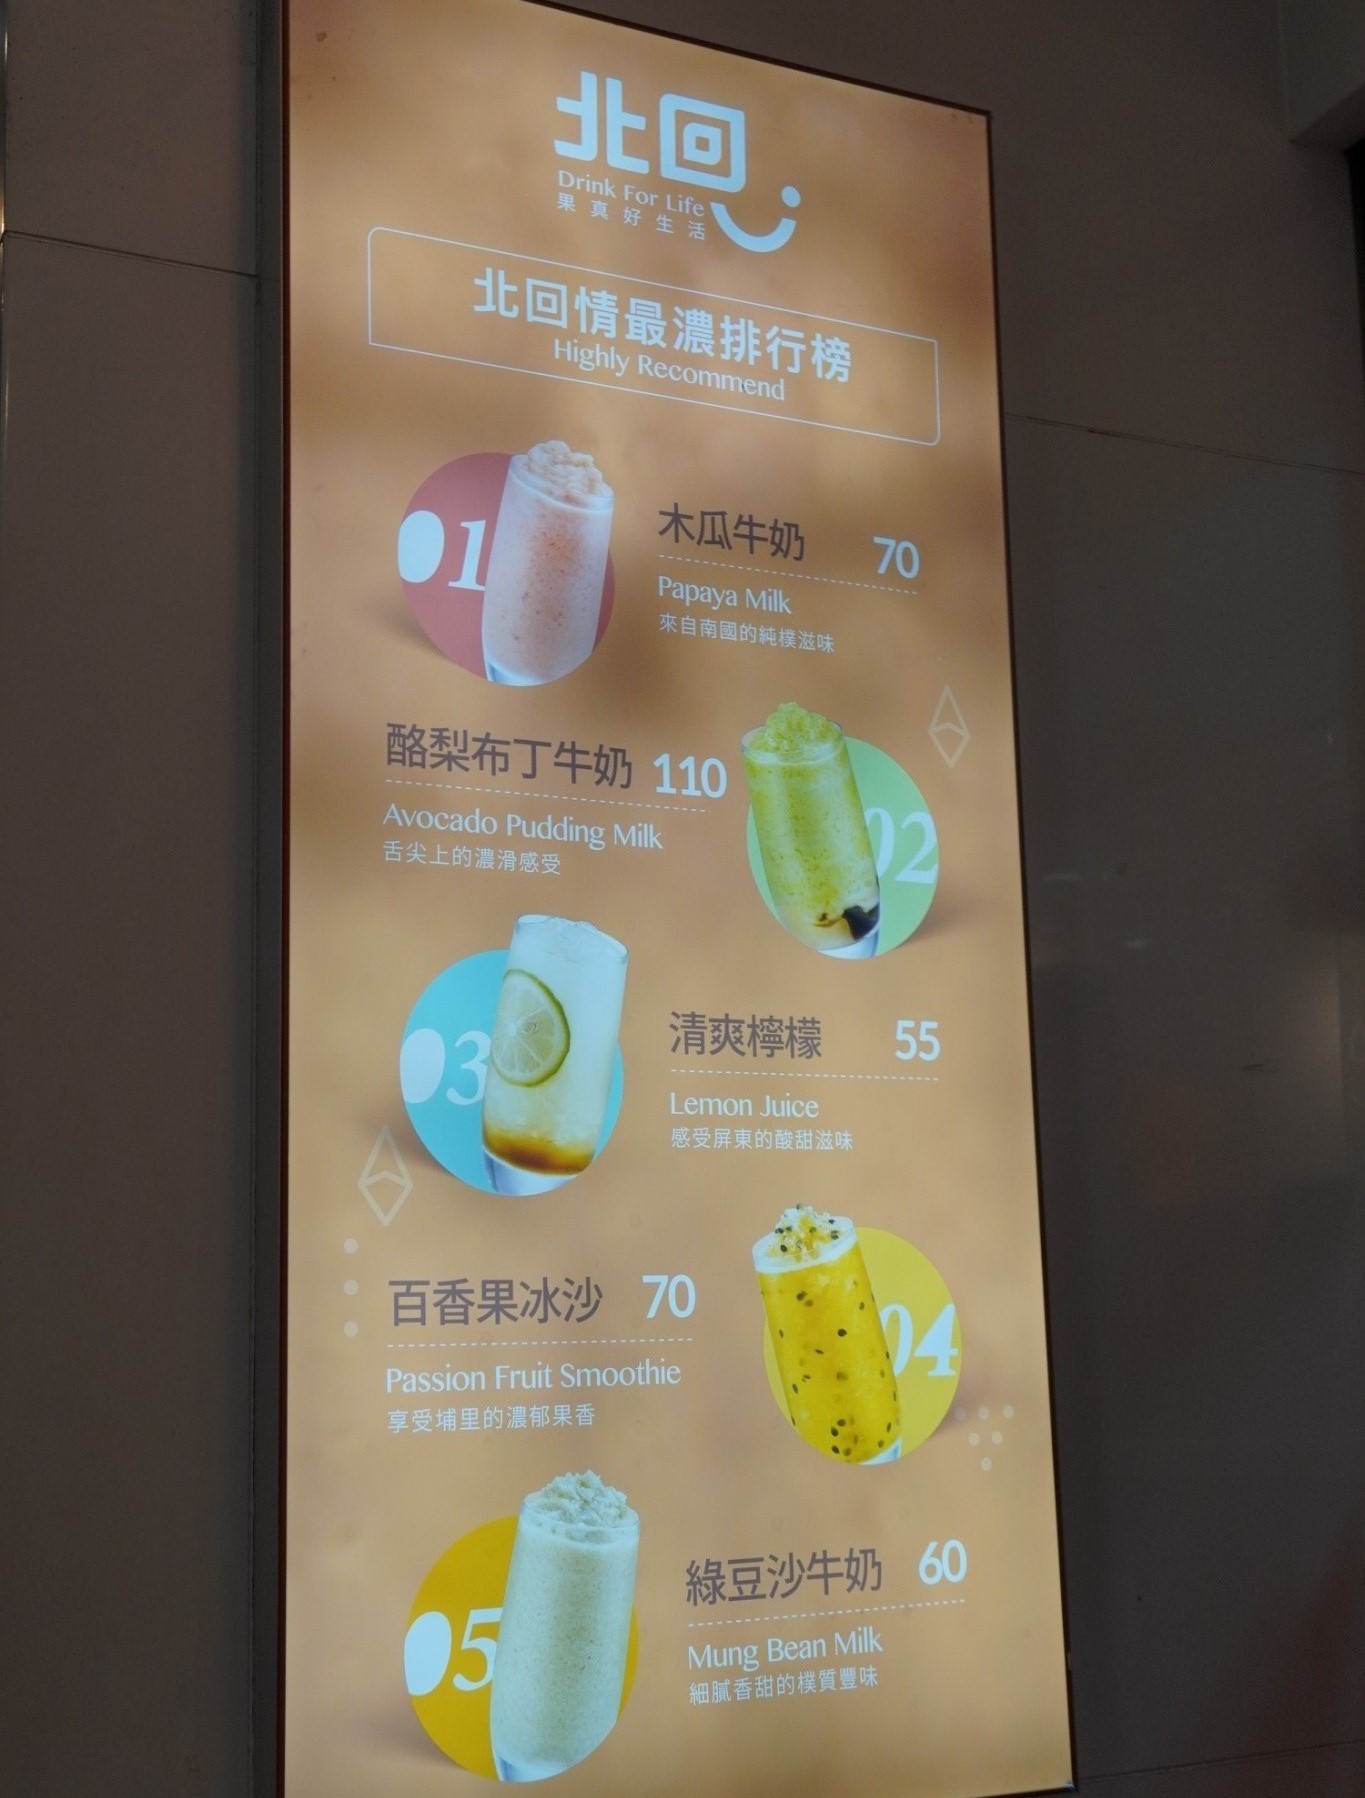 北回
Drink For Life
果真好生活
北回情最濃排行榜
Highly Recommend
01
木瓜牛奶 70
Papaya Milk
來自南國的純樸滋味
酪梨布丁牛奶 110
Avocado Pudding Milk
舌尖上的濃滑感受
02
03
清爽檸檬 55
Lemon Juice
感受屏東的酸甜滋味
百香果冰沙 70
Passion Fruit Smoothie
享受埔里的濃郁果香
04
05
綠豆沙牛奶 60
Mung Bean Milk
細膩香甜的樸質豐味